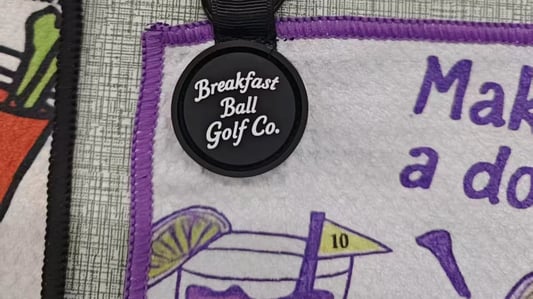 Breakfast
Ball
Golf Co.
Mak
a do
10